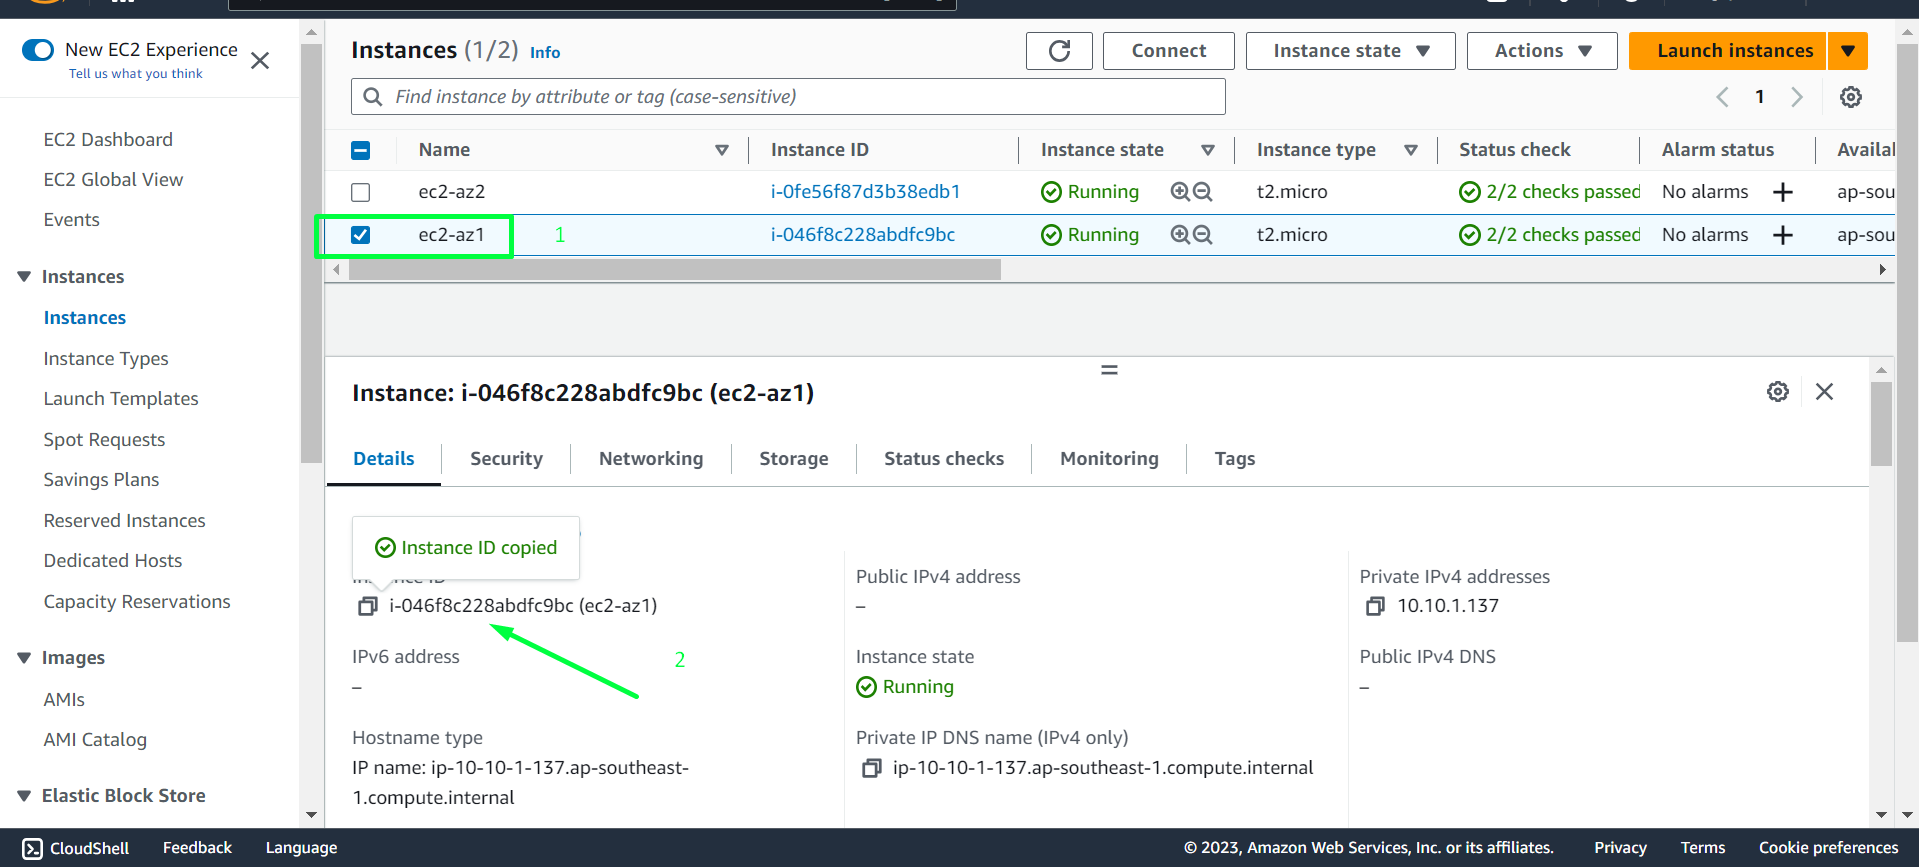 New EC2 Experience
Tell us what you think
EC2 Dashboard
EC2 Global View
Events
Instances
Instances
Instance Types
Launch Templates
Spot Requests
Savings Plans
Reserved Instances
Dedicated Hosts
Capacity Reservations
Images
AMIs
AMI Catalog
Elastic Block Store
Instances (1/2) Info
Connect
Instance state
Actions
Launch instances
Find instance by attribute or tag (case-sensitive)
1
Name Instance ID Instance state Instance type Status check Alarm status Availal
ec2-az2 i-0fe56f87d3b38edb1 Running t2.micro 2/2 checks passed No alarms + ap-sou
ec2-az1 1 i-046f8c228abdfc9bc Running t2.micro 2/2 checks passed No alarms + ap-sou
Instance: i-046f8c228abdfc9bc (ec2-az1)
Details Security Networking Storage Status checks Monitoring Tags
Instance ID copied
Instance ID
i-046f8c228abdfc9bc (ec2-az1)
Public IPv4 address
–
Private IPv4 addresses
10.10.1.137
IPv6 address
–
2
Instance state
Running
Public IPv4 DNS
–
Hostname type
IP name: ip-10-10-1-137.ap-southeast-
1.compute.internal
Private IP DNS name (IPv4 only)
ip-10-10-1-137.ap-southeast-1.compute.internal
CloudShell Feedback Language © 2023, Amazon Web Services, Inc. or its affiliates. Privacy Terms Cookie preferences